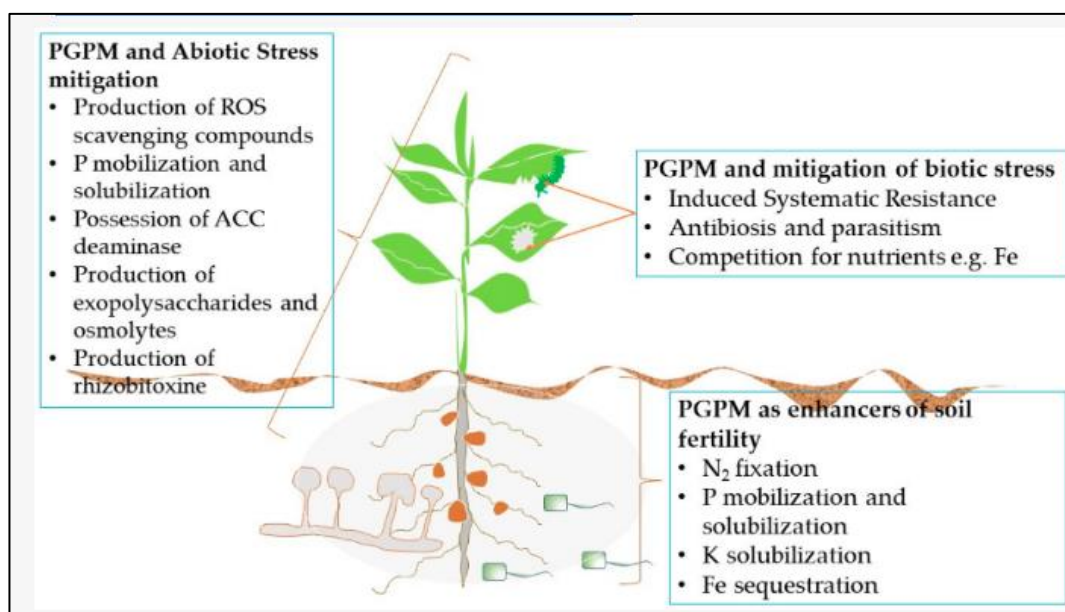 PGPM and Abiotic Stress
mitigation
• Production of ROS
scavenging compounds
• P mobilization and
solubilization
• Possession of ACC
deaminase
• Production of
exopolysaccharides and
osmolytes
• Production of
rhizobitoxine
PGPM and mitigation of biotic stress
• Induced Systematic Resistance
• Antibiosis and parasitism
• Competition for nutrients e.g. Fe
PGPM as enhancers of soil
fertility
• N₂ fixation
• P mobilization and
solubilization
• K solubilization
• Fe sequestration